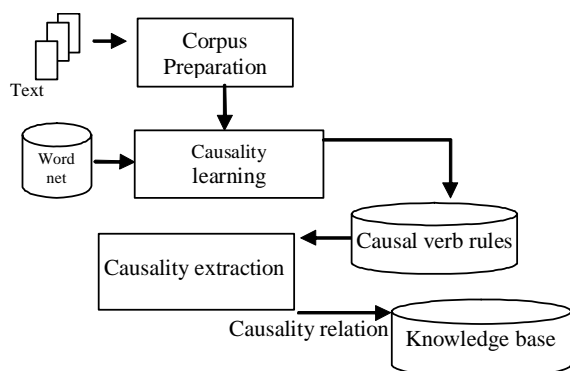 Corpus
Preparation
Text
Word
net
Causality
learning
Causal verb rules
Causality extraction
Causality relation
Knowledge base